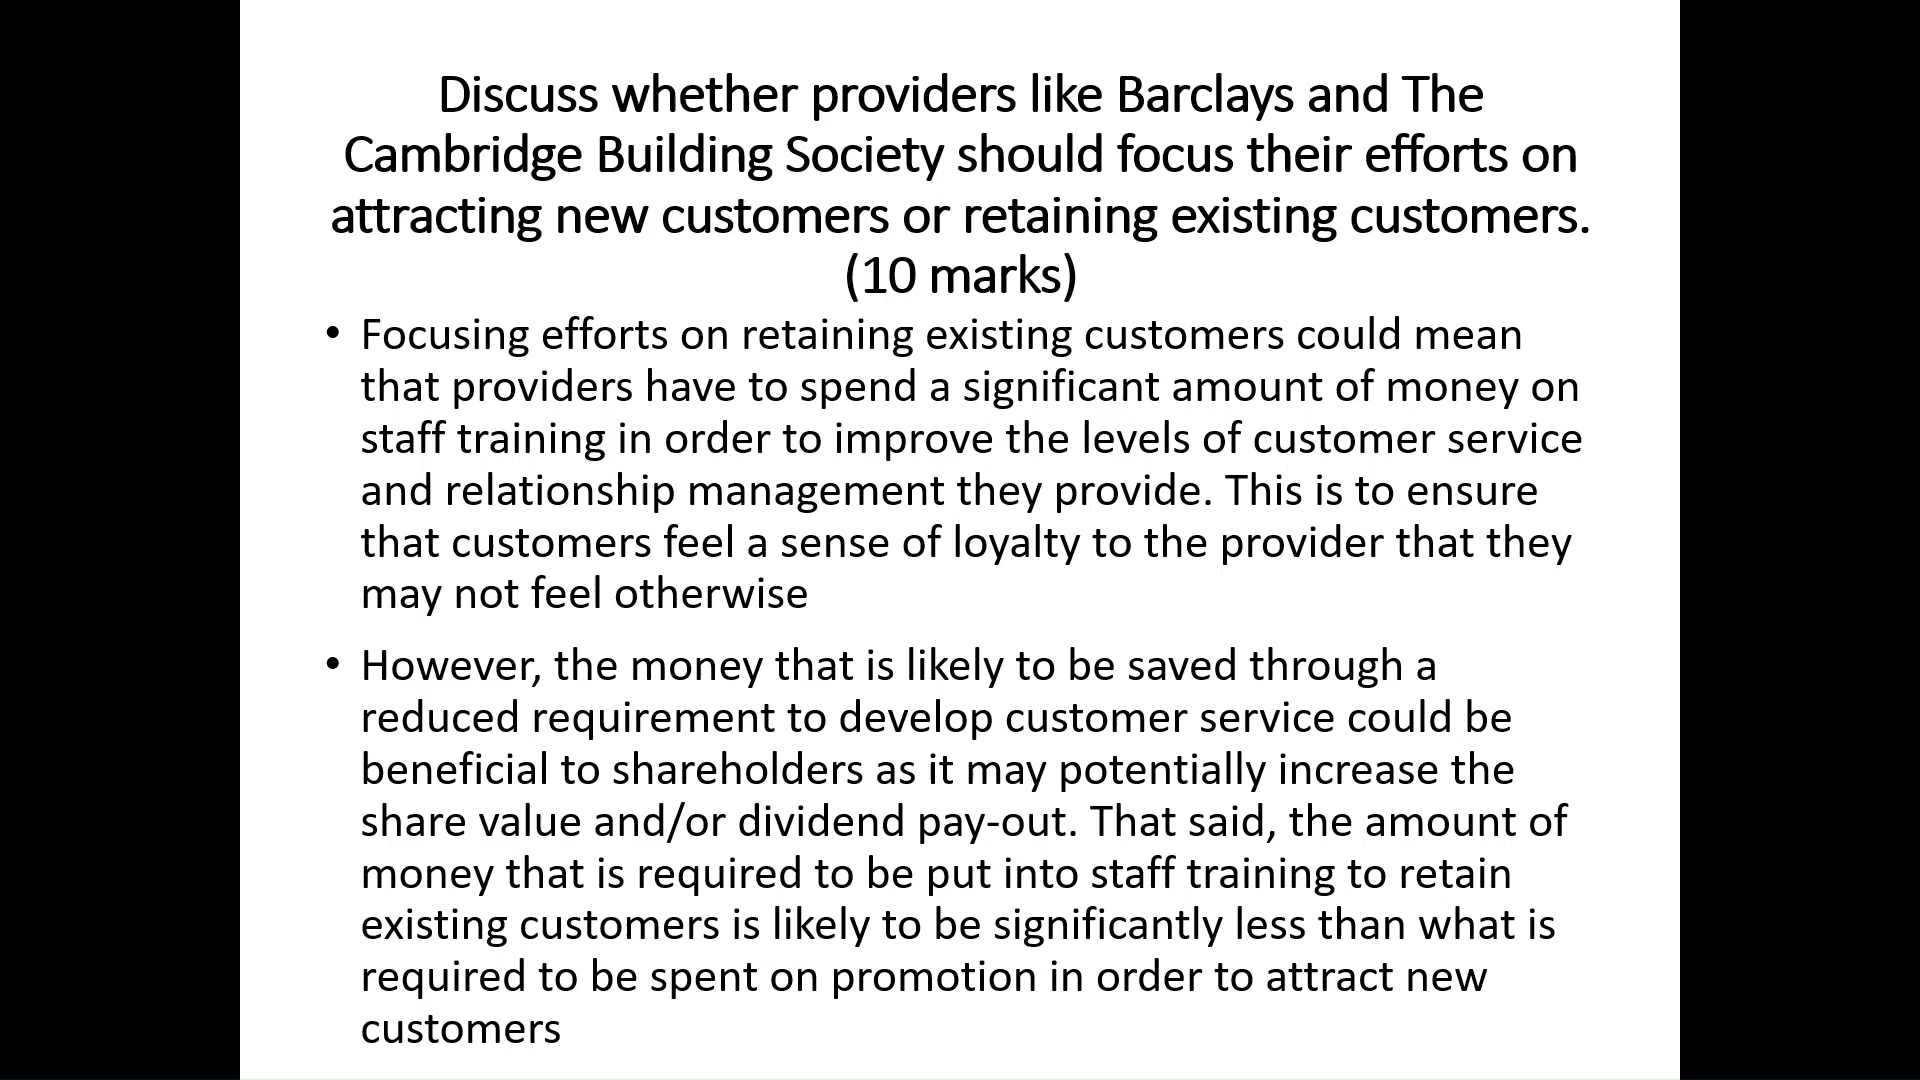 Discuss whether providers like Barclays and The
Cambridge Building Society should focus their efforts on
attracting new customers or retaining existing customers.
(10 marks)
• Focusing efforts on retaining existing customers could mean
that providers have to spend a significant amount of money on
staff training in order to improve the levels of customer service
and relationship management they provide. This is to ensure
that customers feel a sense of loyalty to the provider that they
may not feel otherwise
• However, the money that is likely to be saved through a
reduced requirement to develop customer service could be
beneficial to shareholders as it may potentially increase the
share value and/or dividend pay-out. That said, the amount of
money that is required to be put into staff training to retain
existing customers is likely to be significantly less than what is
required to be spent on promotion in order to attract new
customers